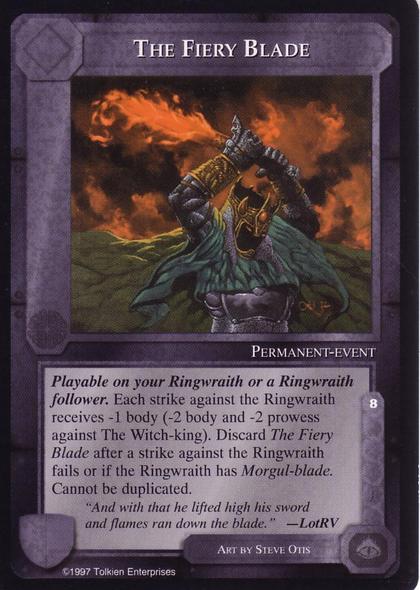 The Fiery Blade
Permanent-event
Playable on your Ringwraith or a Ringwraith
follower. Each strike against the Ringwraith
receives -1 body (-2 body and -2 prowess
against The Witch-king). Discard The Fiery
Blade after a strike against the Ringwraith
fails or if the Ringwraith has Morgul-blade.
Cannot be duplicated.
"And with that he lifted high his sword
and flames ran down the blade." —LotRV
8
Art by Steve Otis
©1997 Tolkien Enterprises